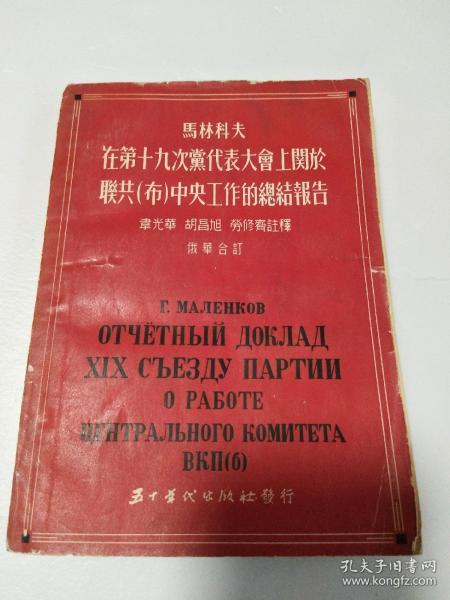 馬林科夫
在第十九次黨代表大會上関於
聯共(布)中央工作的總結報告
韋光華 胡昌旭 勞修齊註釋
俄華合訂
Г. МАЛЕНКОВ
ОТЧЁТНЫЙ ДОКЛАД
XIX СЪЕЗДУ ПАРТИИ
О РАБОТЕ
ЦЕНТРАЛЬНОГО КОМИТЕТА
ВКП(б)
五十年代出版社發行
孔夫子旧书网
www.kongfz.com